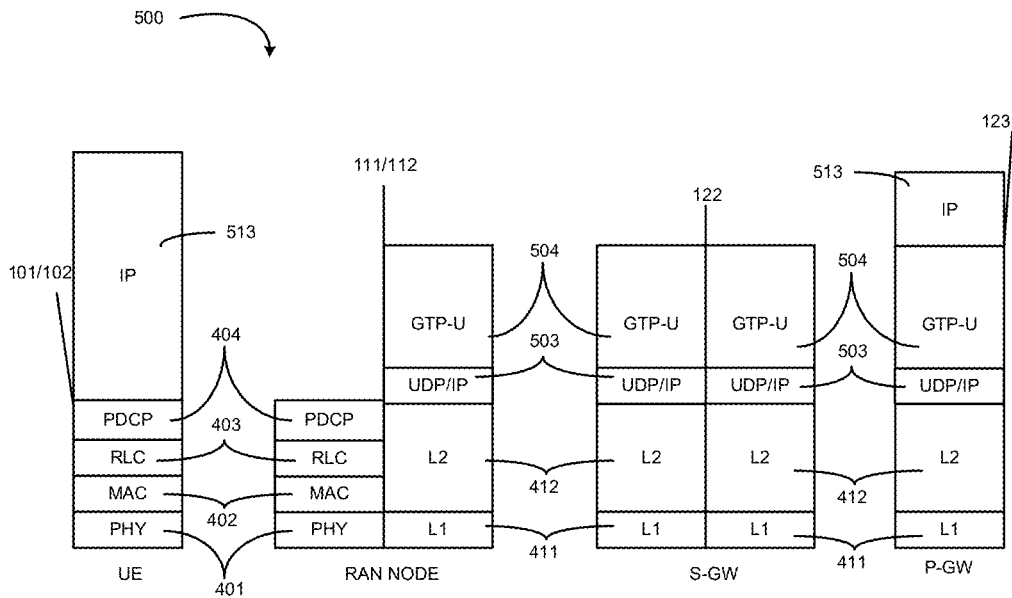 500
123
111/112
513
IP
122
513
IP
101/102
504
504
GTP-U
GTP-U
GTP-U
GTP-U
404
503
503
UDP/IP
UDP/IP
UDP/IP
UDP/IP
PDCP
PDCP
403
RLC
RLC
L2
L2
L2
L2
412
412
MAC
MAC
402
PHY
PHY
L1
L1
L1
L1
411
411
UE
RAN NODE
S-GW
P-GW
401